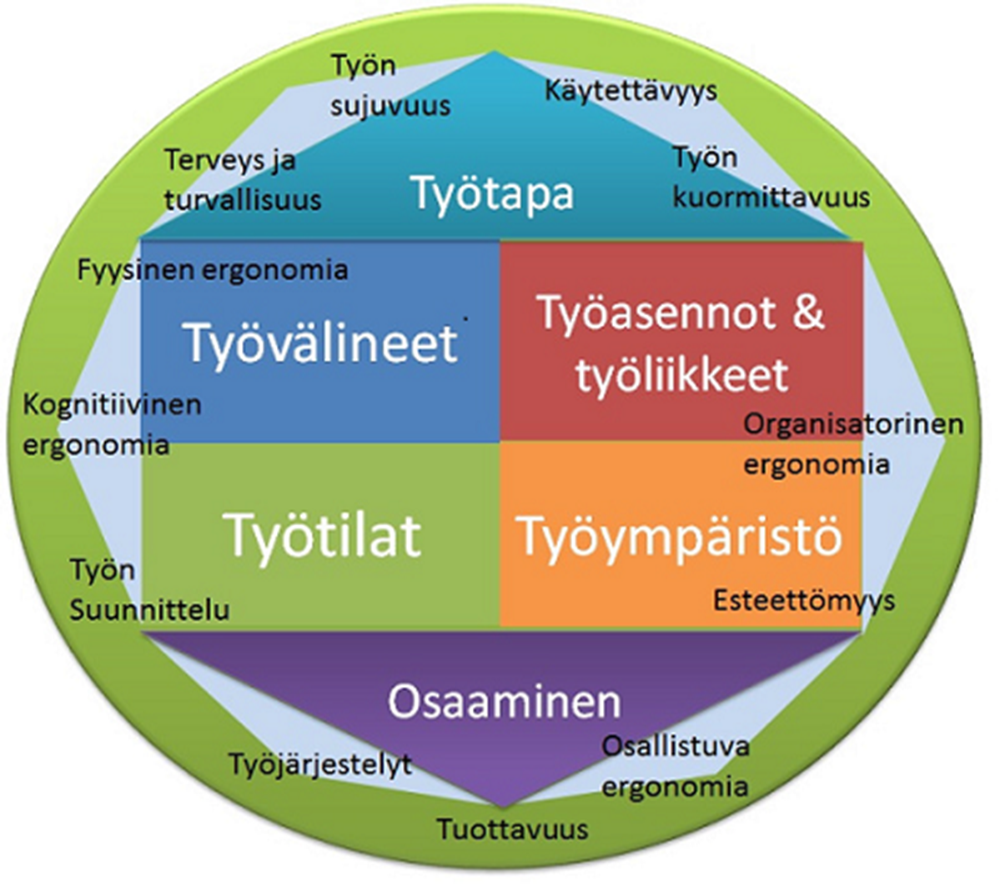 Työn
sujuvuus
Käytettävyys
Terveys ja
turvallisuus
Työn
kuormittavuus
Työtapa
Fyysinen ergonomia
Työvälineet
Työasennot &
työliikkeet
Kognitiivinen
ergonomia
Organisatorinen
ergonomia
Työtilat
Työympäristö
Työn
Suunnittelu
Esteettömyys
Osaaminen
Työjärjestelyt
Osallistuva
ergonomia
Tuottavuus